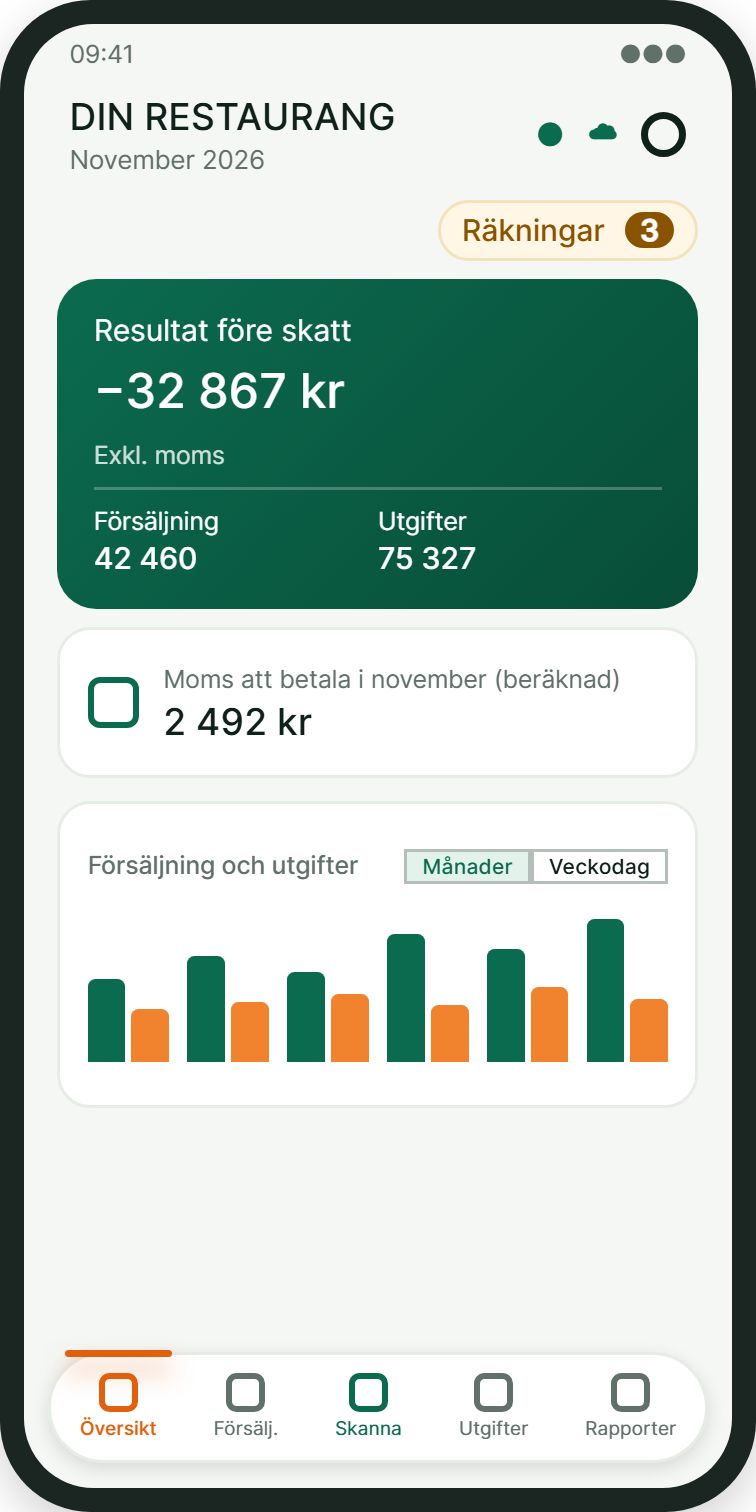 09:41
DIN RESTAURANG
November 2026
Räkningar 3
Resultat före skatt
−32 867 kr
Exkl. moms
Försäljning Utgifter
42 460 75 327
Moms att betala i november (beräknad)
2 492 kr
Försäljning och utgifter Månader Veckodag
Översikt Försälj. Skanna Utgifter Rapporter